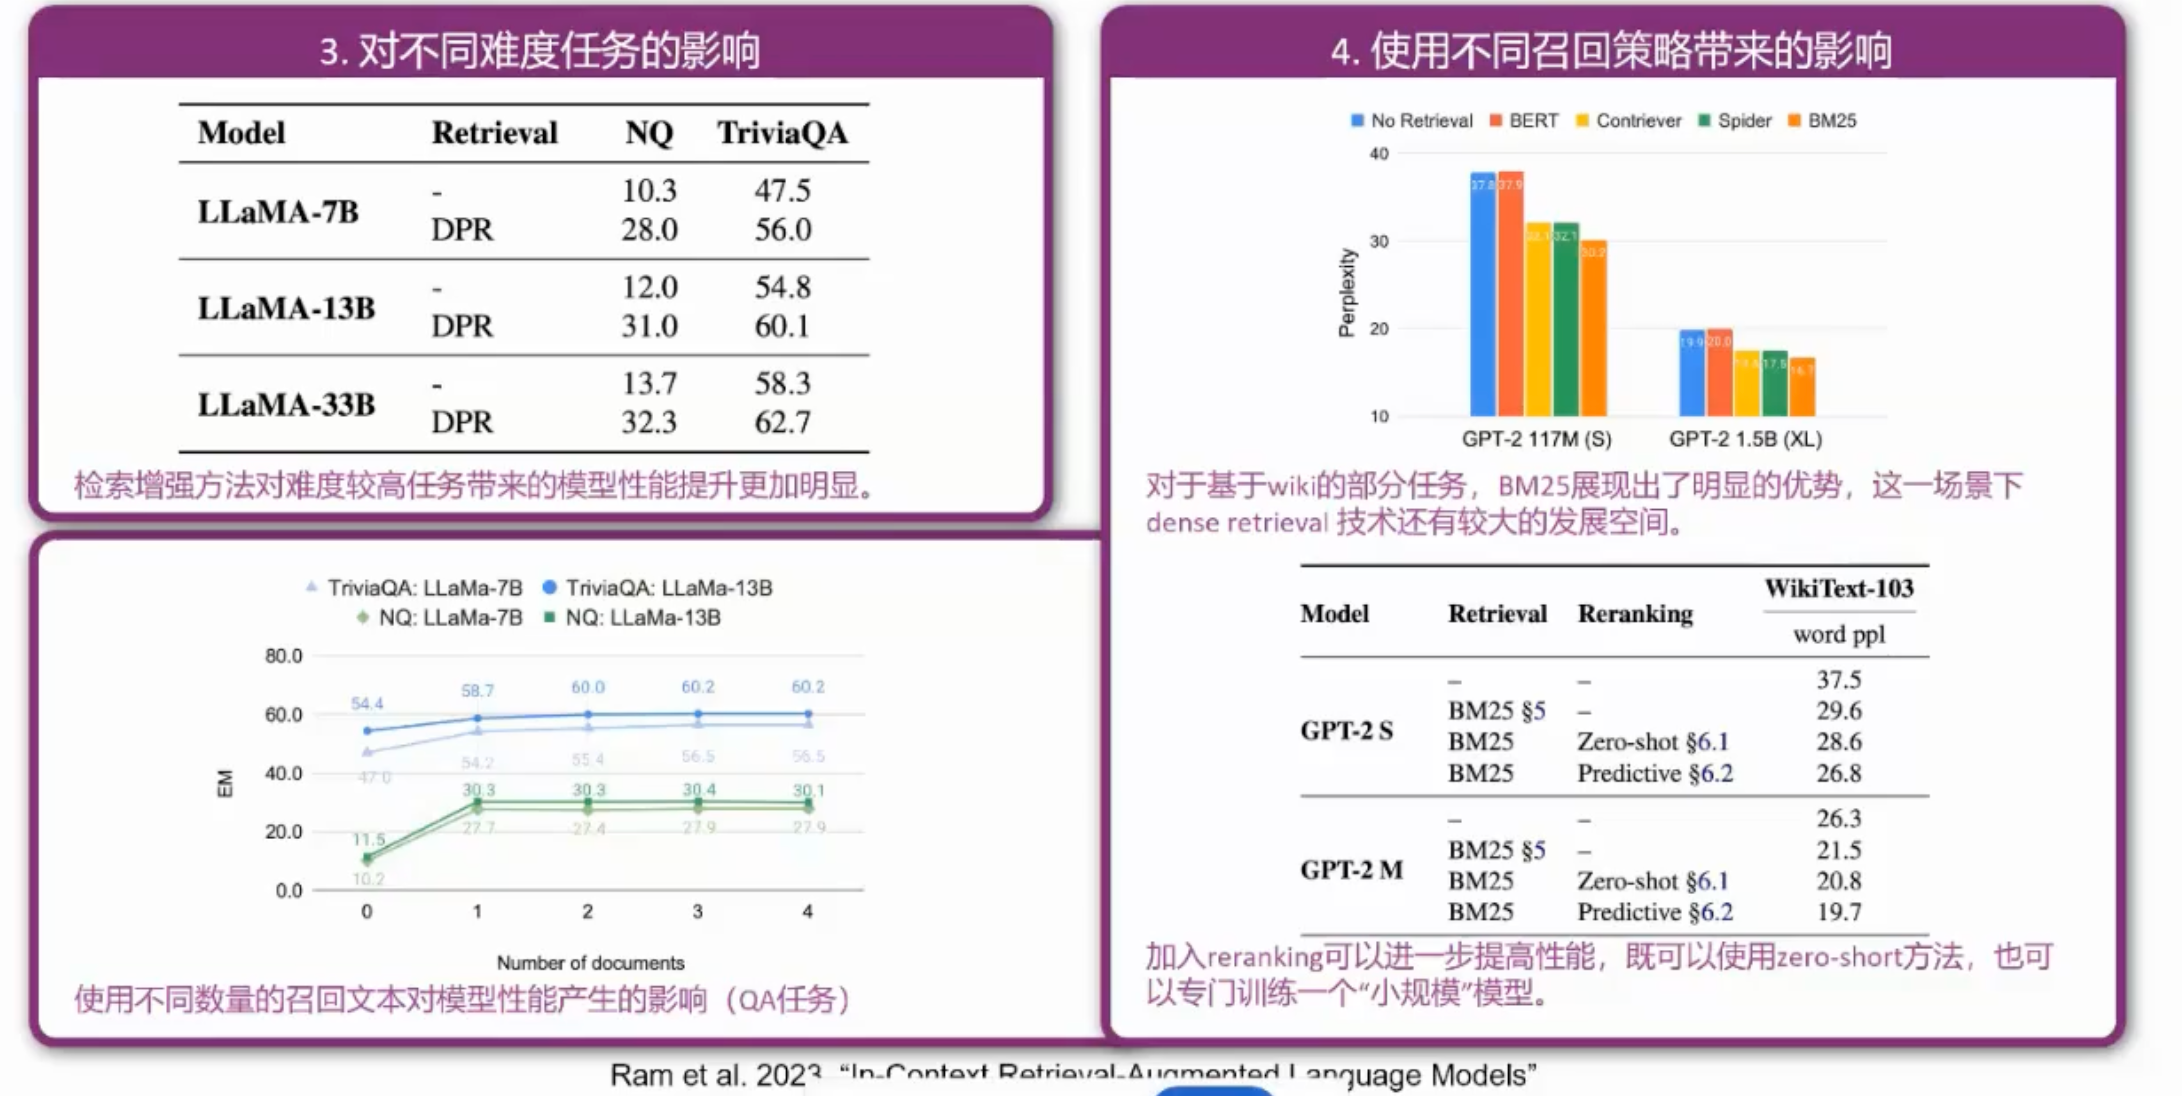 3. 对不同难度任务的影响
Model Retrieval NQ TriviaQA
LLaMA-7B
- 10.3 47.5
DPR 28.0 56.0
LLaMA-13B
- 12.0 54.8
DPR 31.0 60.1
LLaMA-33B
- 13.7 58.3
DPR 32.3 62.7
检索增强方法对难度较高任务带来的模型性能提升更加明显。
TriviaQA: LLaMa-7B TriviaQA: LLaMa-13B
NQ: LLaMa-7B NQ: LLaMa-13B
80.0
60.0
40.0
20.0
0.0
EM
54.4 58.7 60.0 60.2 60.2
47.0 54.2 55.4 56.5 56.5
11.5 30.3 30.3 30.4 30.1
10.2 27.7 27.4 27.9 27.9
0 1 2 3 4
Number of documents
使用不同数量的召回文本对模型性能产生的影响（QA任务）
4. 使用不同召回策略带来的影响
No Retrieval BERT Contriever Spider BM25
40
30
20
10
Perplexity
37.8 37.9 32.1 30.2
19.9 20.0 17.5 16.7
GPT-2 117M (S) GPT-2 1.5B (XL)
对于基于wiki的部分任务，BM25展现出了明显的优势，这一场景下
dense retrieval 技术还有较大的发展空间。
Model Retrieval Reranking WikiText-103
word ppl
GPT-2 S
– – 37.5
BM25 §5 – 29.6
BM25 Zero-shot §6.1 28.6
BM25 Predictive §6.2 26.8
GPT-2 M
– – 26.3
BM25 §5 – 21.5
BM25 Zero-shot §6.1 20.8
BM25 Predictive §6.2 19.7
加入reranking可以进一步提高性能，既可以使用zero-short方法，也可
以专门训练一个“小规模”模型。
Ram et al. 2023. “In-Context Retrieval-Augmented Language Models”